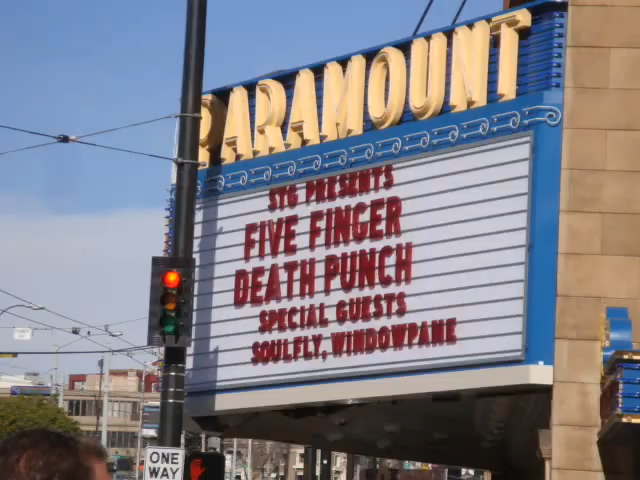 PARAMOUNT
STG PRESENTS
FIVE FINGER
DEATH PUNCH
SPECIAL GUESTS
SOULFLY, WINDOWPANE
ONE
WAY